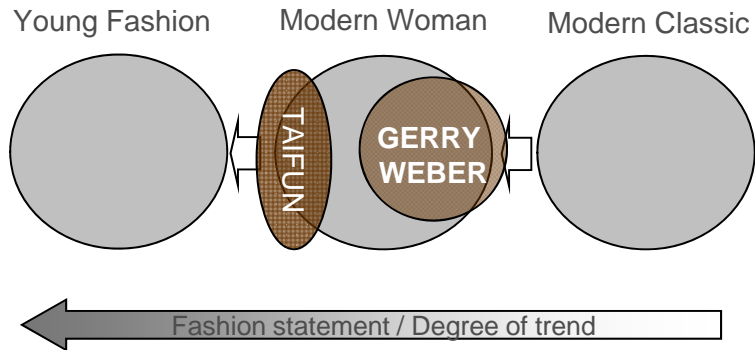 Young Fashion
Modern Woman
Modern Classic
TAIFUN
GERRY
WEBER
Fashion statement / Degree of trend